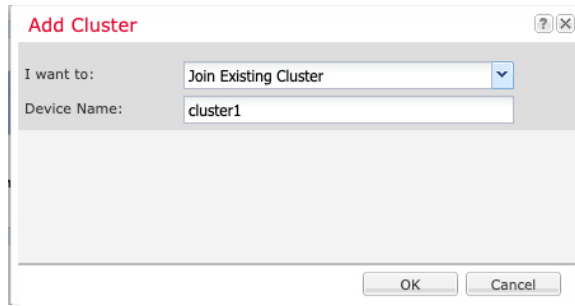 Add Cluster
?
I want to: Join Existing Cluster
Device Name: cluster1
OK Cancel